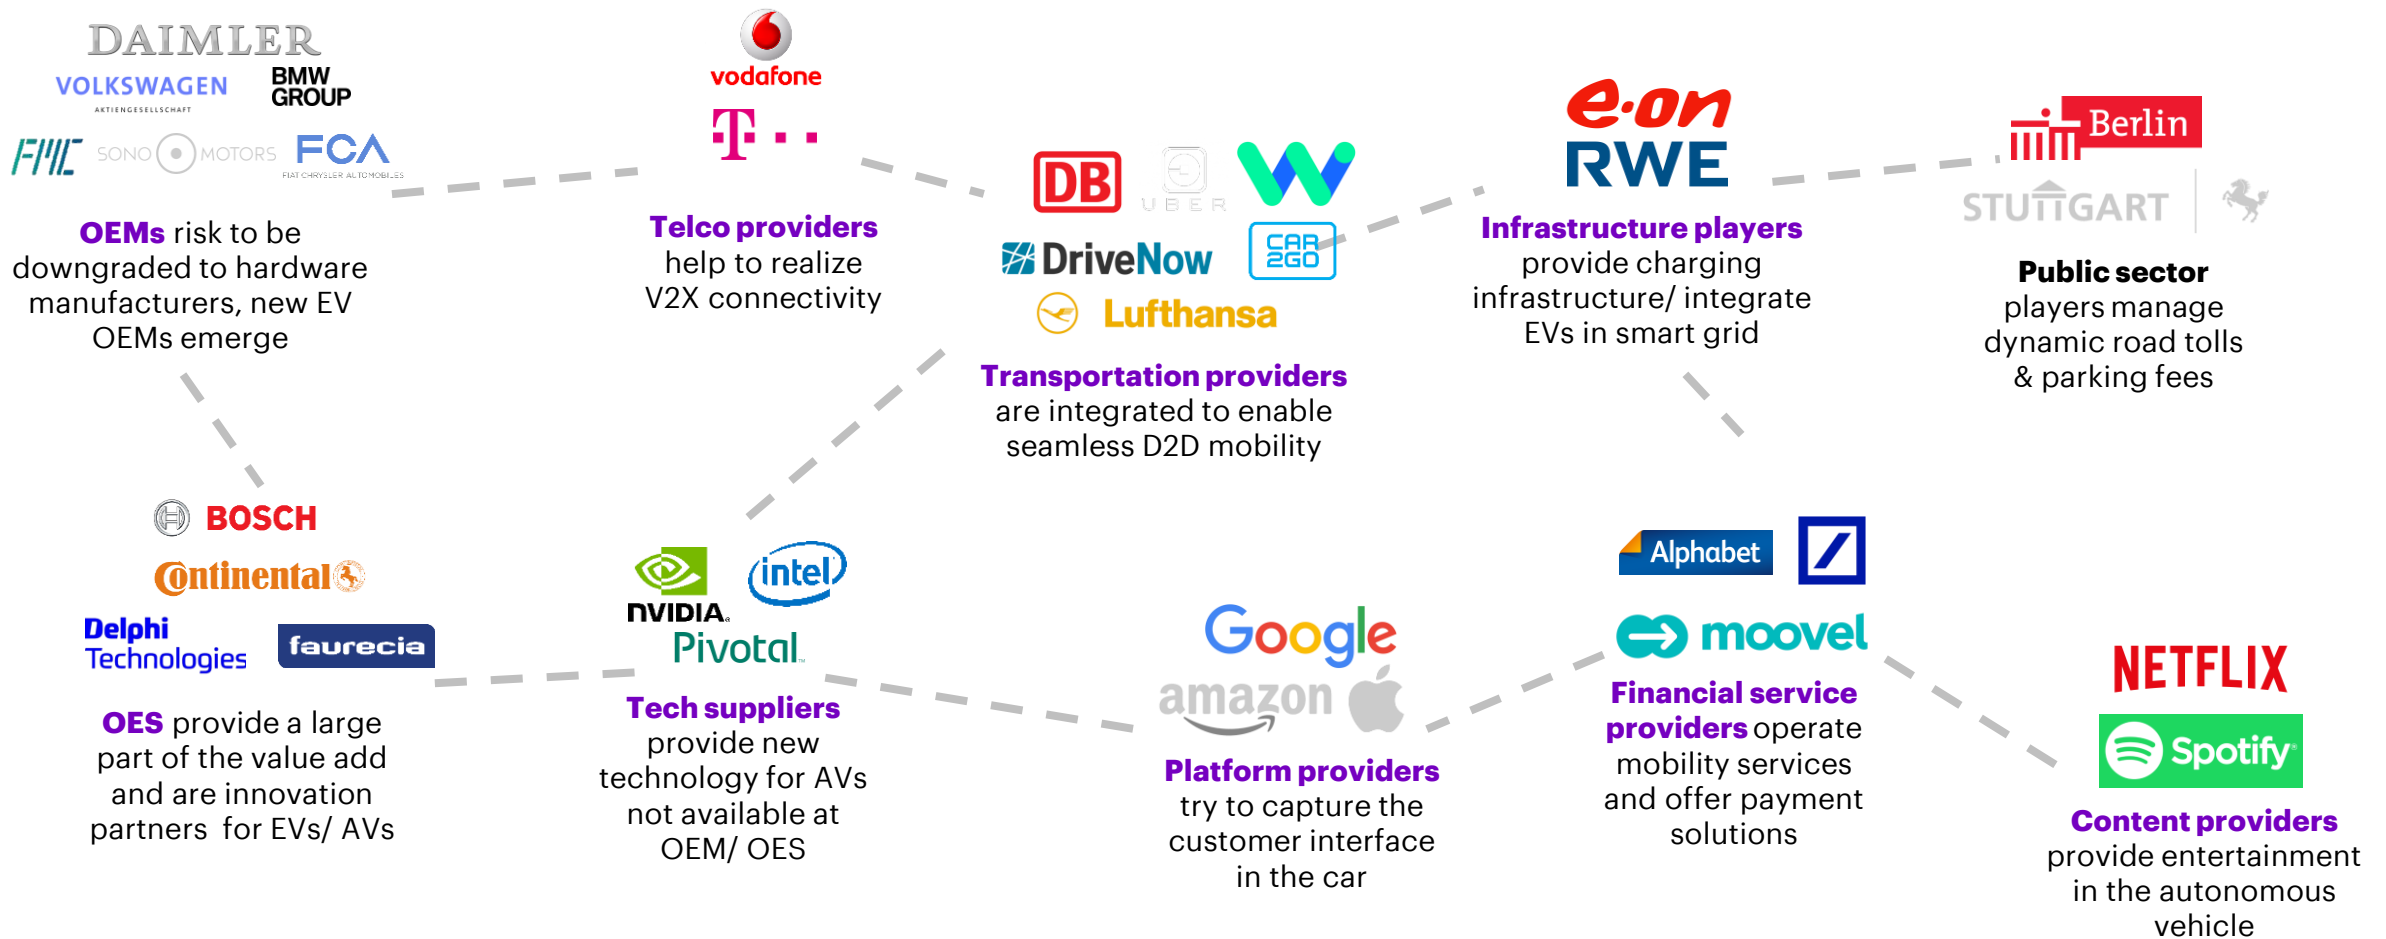 DAIMLER
VOLKSWAGEN
AKTIENGESELLSCHAFT
BMW
GROUP
FMC
SONO MOTORS
FCA
FIAT CHRYSLER AUTOMOBILES
OEMs risk to be
downgraded to hardware
manufacturers, new EV
OEMs emerge
vodafone
T
Telco providers
help to realize
V2X connectivity
DB
UBER
W
DriveNow
CAR
2GO
Lufthansa
Transportation providers
are integrated to enable
seamless D2D mobility
e·on
RWE
Infrastructure players
provide charging
infrastructure/ integrate
EVs in smart grid
Berlin
STUTTGART
Public sector
players manage
dynamic road tolls
& parking fees
BOSCH
Continental
Delphi
Technologies
faurecia
OES provide a large
part of the value add
and are innovation
partners for EVs/ AVs
NVIDIA
intel
Pivotal
Tech suppliers
provide new
technology for AVs
not available at
OEM/ OES
Google
amazon
Platform providers
try to capture the
customer interface
in the car
Alphabet
moovel
Financial service
providers operate
mobility services
and offer payment
solutions
NETFLIX
Spotify
Content providers
provide entertainment
in the autonomous
vehicle